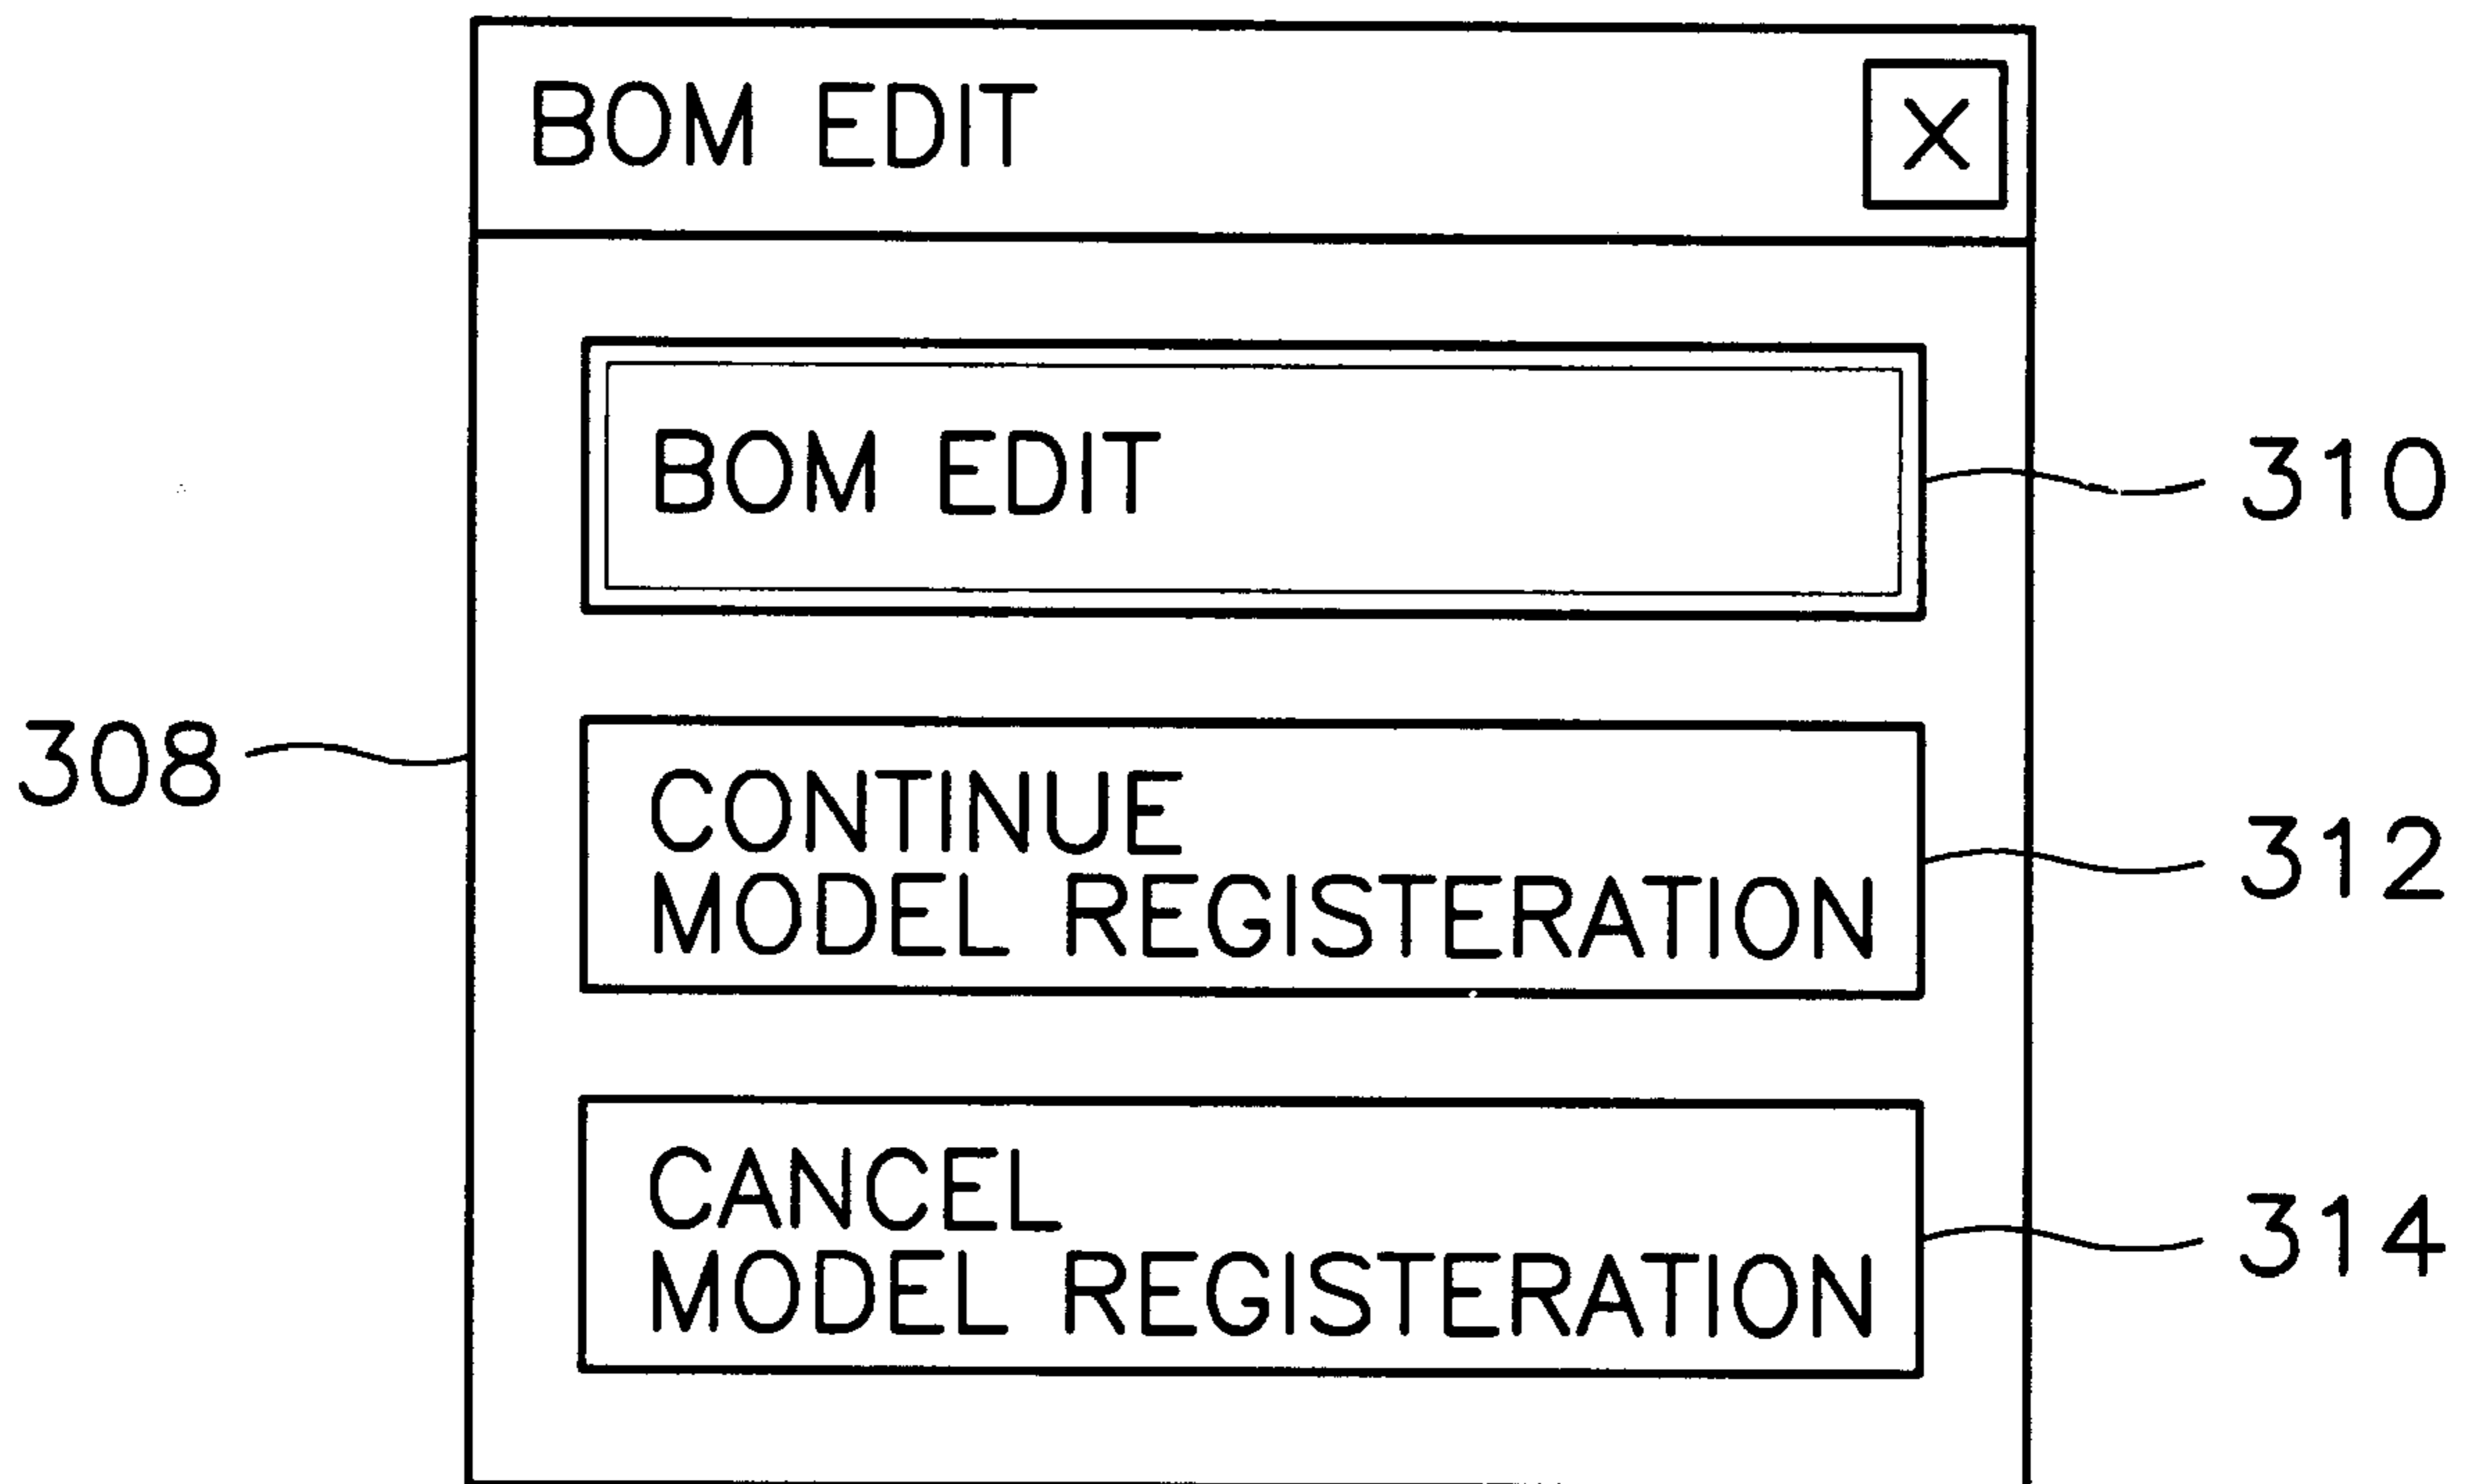 BOM EDIT X
BOM EDIT
310
308
CONTINUE
MODEL REGISTERATION
312
CANCEL
MODEL REGISTERATION
314